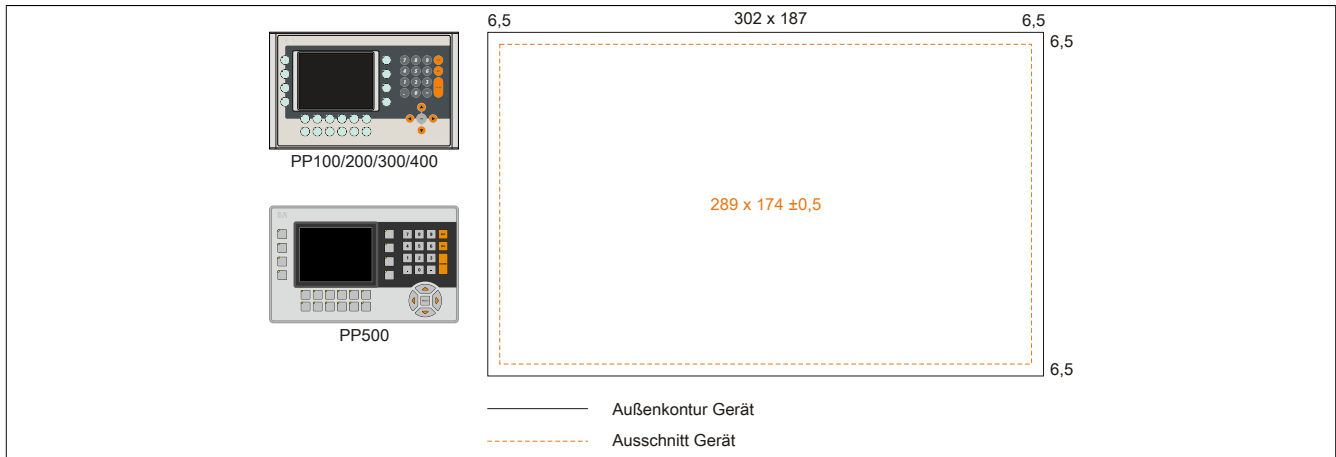 6,5
302 x 187
6,5
6,5
PP100/200/300/400
289 x 174 ±0,5
PP500
6,5
Außenkontur Gerät
Ausschnitt Gerät